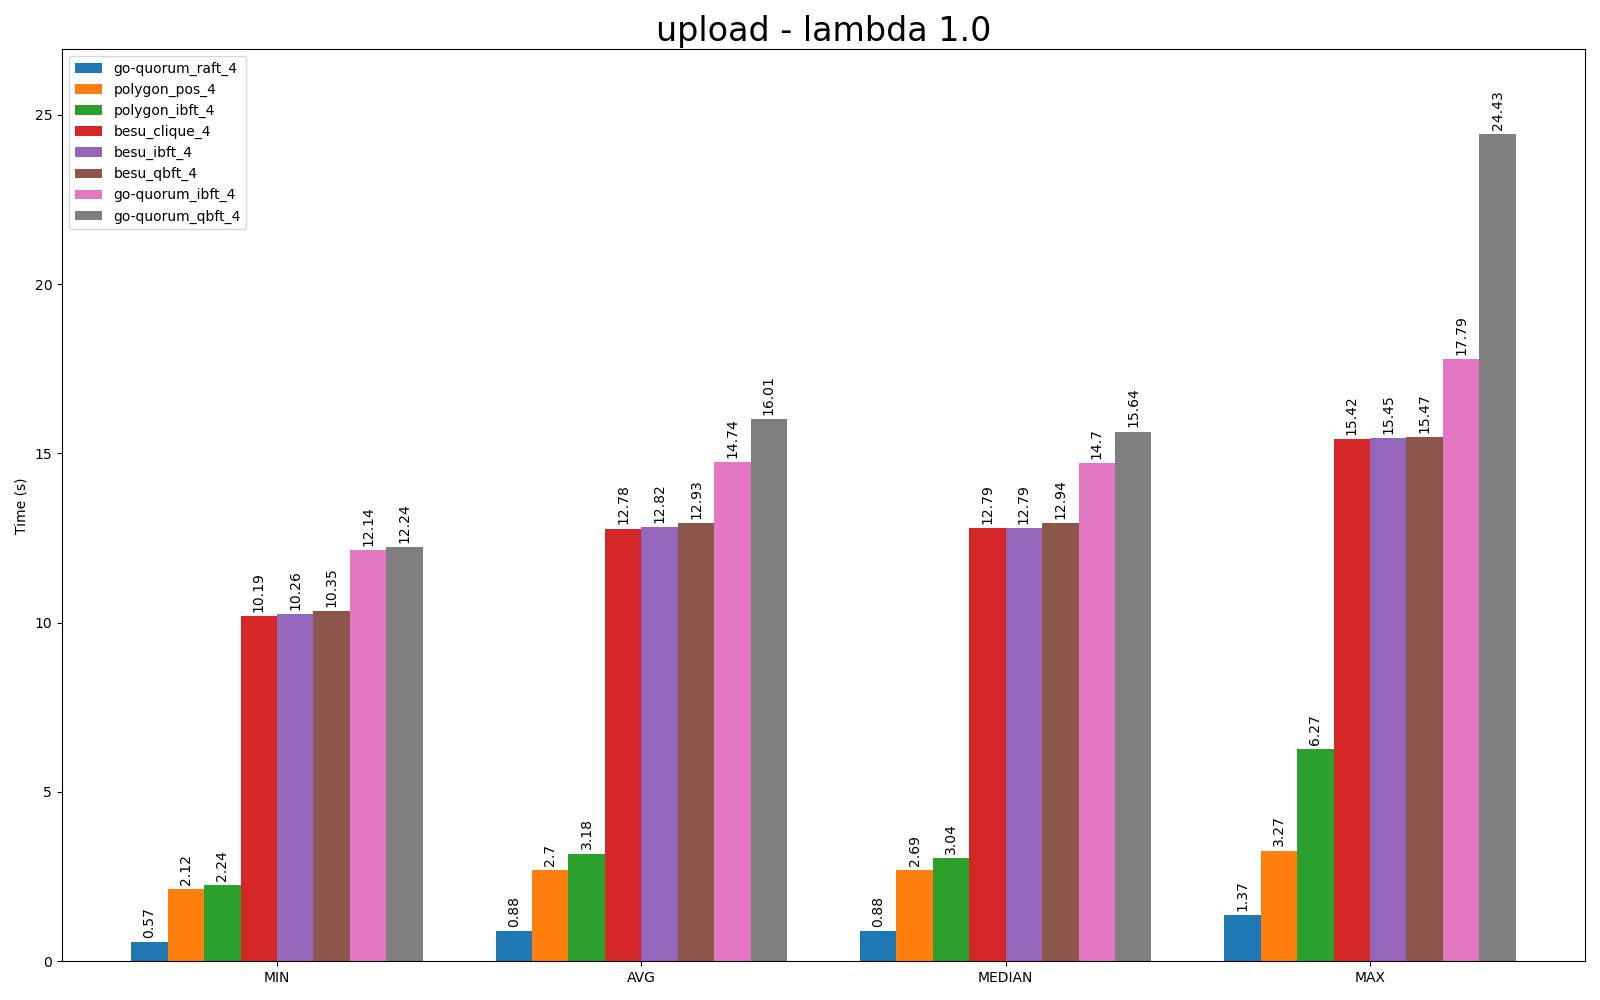 upload - lambda 1.0
go-quorum_raft_4
polygon_pos_4
polygon_ibft_4
besu_clique_4
besu_ibft_4
besu_qbft_4
go-quorum_ibft_4
go-quorum_qbft_4
Time (s)
25
20
15
10
5
0
0.57
2.12
2.24
10.19
10.26
10.35
12.14
12.24
0.88
2.7
3.18
12.78
12.82
12.93
14.74
16.01
0.88
2.69
3.04
12.79
12.79
12.94
14.7
15.64
1.37
3.27
6.27
15.42
15.45
15.47
17.79
24.43
MIN
AVG
MEDIAN
MAX